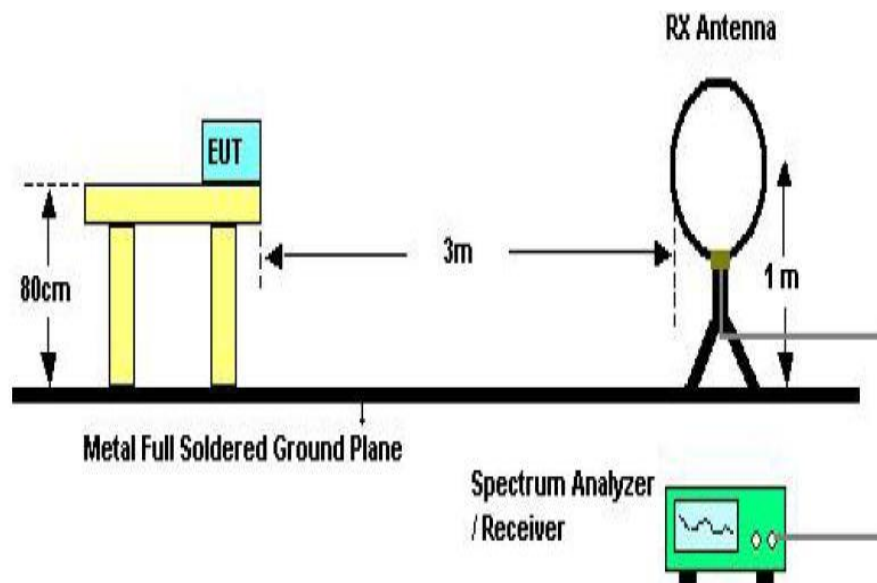 RX Antenna
EUT
3m
80cm
1 m
Metal Full Soldered Ground Plane
Spectrum Analyzer
/ Receiver